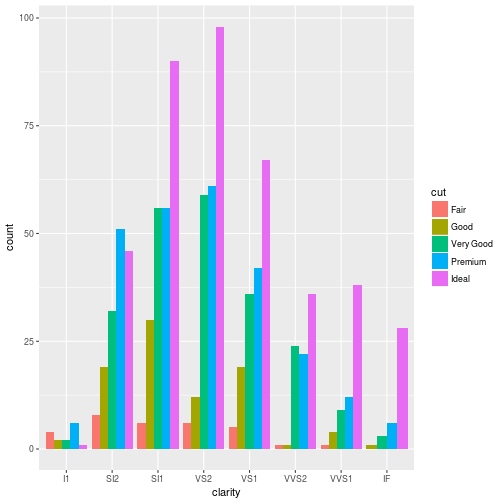 100
75
50
25
0
count
I1 SI2 SI1 VS2 VS1 VVS2 VVS1 IF
clarity
cut
Fair
Good
Very Good
Premium
Ideal